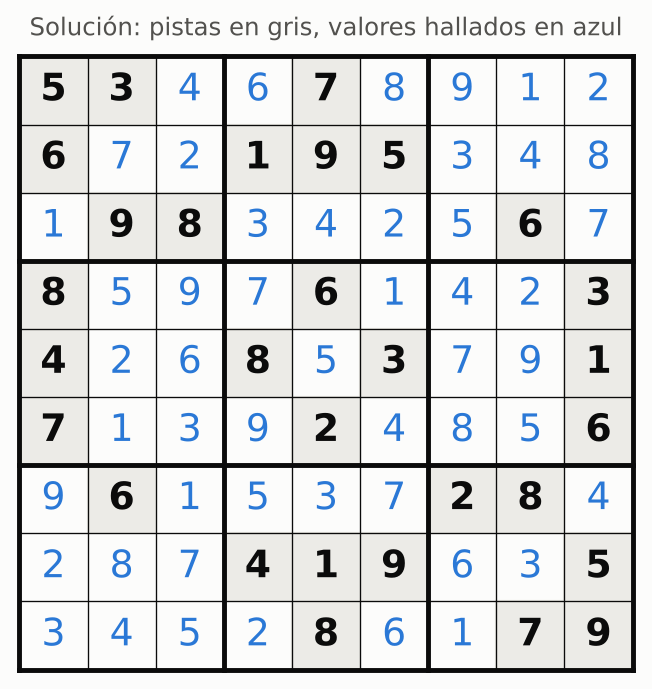 Solución: pistas en gris, valores hallados en azul
5 3 4 6 7 8 9 1 2
6 7 2 1 9 5 3 4 8
1 9 8 3 4 2 5 6 7
8 5 9 7 6 1 4 2 3
4 2 6 8 5 3 7 9 1
7 1 3 9 2 4 8 5 6
9 6 1 5 3 7 2 8 4
2 8 7 4 1 9 6 3 5
3 4 5 2 8 6 1 7 9